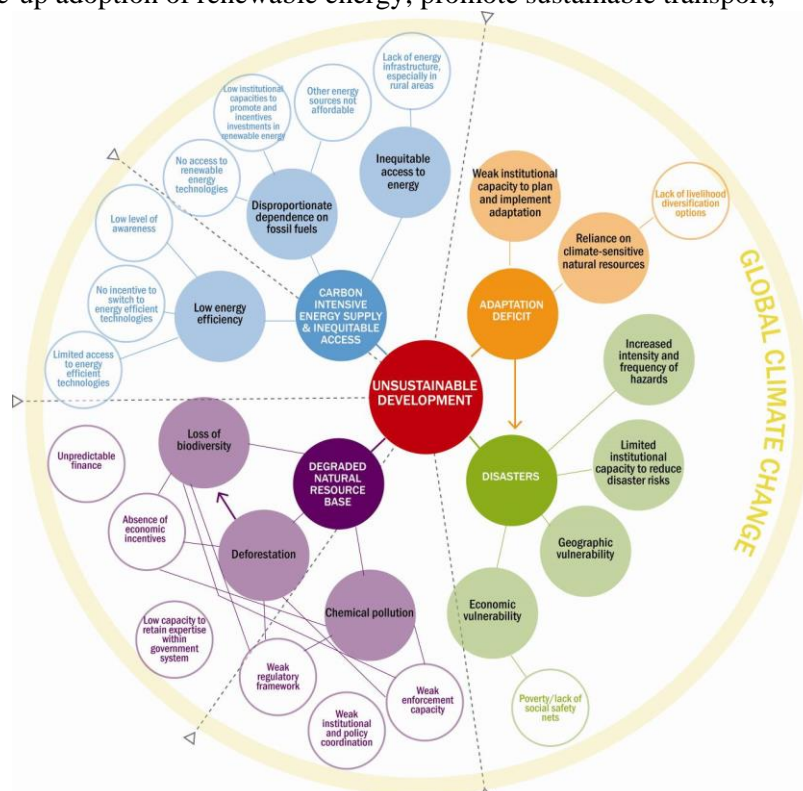 -up adoption of renewable energy, promote sustainable transport,
Lack of energy
infrastructure,
especially in
rural areas
Low institutional
capacities to
promote and
incentives
investments in
renewable energy
Other energy
sources not
affordable
No access to
renewable
energy
technologies
Disproportionate
dependence on
fossil fuels
Inequitable
access to
energy
Low level of
awareness
No incentive to
switch to
energy efficient
technologies
Limited access
to energy
efficient
technologies
Low energy
efficiency
CARBON
INTENSIVE
ENERGY SUPPLY
& INEQUITABLE
ACCESS
Weak institutional
capacity to plan
and implement
adaptation
Lack of livelihood
diversification
options
Reliance on
climate-sensitive
natural resources
ADAPTATION
DEFICIT
GLOBAL CLIMATE CHANGE
UNSUSTAINABLE
DEVELOPMENT
Increased
intensity and
frequency of
hazards
Limited
institutional
capacity to reduce
disaster risks
DISASTERS
Geographic
vulnerability
Economic
vulnerability
Poverty/lack of
social safety
nets
Loss of
biodiversity
DEGRADED
NATURAL
RESOURCE
BASE
Unpredictable
finance
Absence of
economic
incentives
Deforestation
Chemical pollution
Low capacity to
retain expertise
within
government
system
Weak
regulatory
framework
Weak
institutional
and policy
coordination
Weak
enforcement
capacity